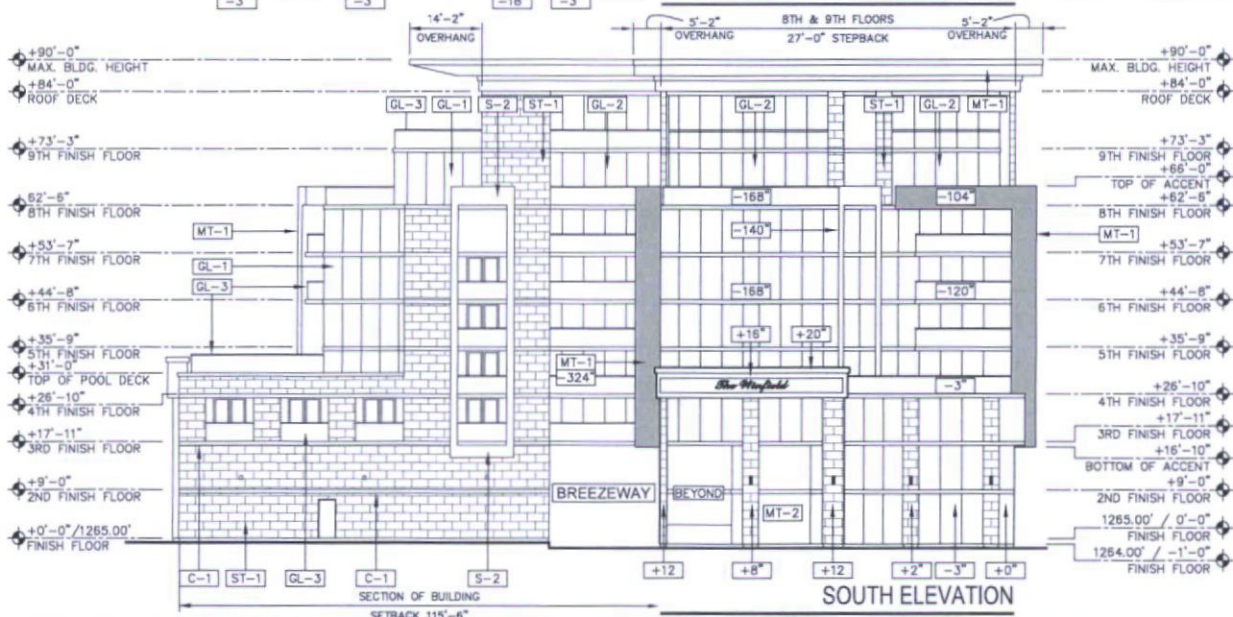 -3" -3" -18" -3"
14'-2" OVERHANG
5'-2" OVERHANG
8TH & 9TH FLOORS
27'-0" STEPBACK
5'-2" OVERHANG
+90'-0"
MAX. BLDG. HEIGHT
+84'-0"
ROOF DECK
+73'-3"
9TH FINISH FLOOR
62'-6"
8TH FINISH FLOOR
+53'-7"
7TH FINISH FLOOR
+44'-8"
6TH FINISH FLOOR
+35'-9"
5TH FINISH FLOOR
+31'-0"
TOP OF POOL DECK
+26'-10"
4TH FINISH FLOOR
+17'-11"
3RD FINISH FLOOR
+9'-0"
2ND FINISH FLOOR
+0'-0"/1265.00'
FINISH FLOOR
GL-3 GL-1 S-2 ST-1 GL-2 GL-2 ST-1 GL-2 MT-1
-168" -104"
MT-1 -140" MT-1
GL-1
GL-3 -168" -120"
+16" +20"
MT-1
-324" The Winfield -3"
BREEZEWAY BEYOND
MT-2
C-1 ST-1 GL-3 C-1 S-2 +12 +8" +12 +2" -3" +0"
SECTION OF BUILDING
SETBACK 115'-6"
SOUTH ELEVATION
+90'-0"
MAX. BLDG. HEIGHT
+84'-0"
ROOF DECK
+73'-3"
9TH FINISH FLOOR
+66'-0"
TOP OF ACCENT
+62'-6"
8TH FINISH FLOOR
+53'-7"
7TH FINISH FLOOR
+44'-8"
6TH FINISH FLOOR
+35'-9"
5TH FINISH FLOOR
+26'-10"
4TH FINISH FLOOR
+17'-11"
3RD FINISH FLOOR
+16'-10"
BOTTOM OF ACCENT
+9'-0"
2ND FINISH FLOOR
1265.00' / 0'-0"
FINISH FLOOR
1264.00' / -1'-0"
FINISH FLOOR